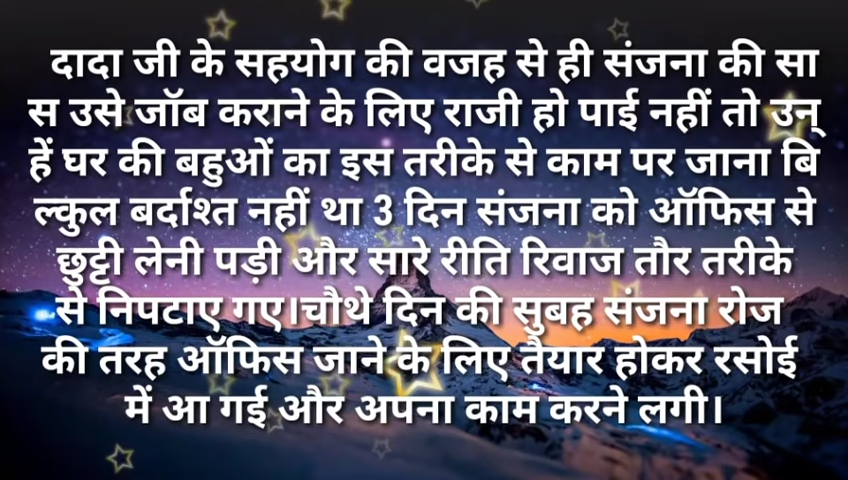 दादा जी के सहयोग की वजह से ही संजना की सा
स उसे जॉब कराने के लिए राजी हो पाई नहीं तो उन्
हें घर की बहुओं का इस तरीके से काम पर जाना बि
ल्कुल बर्दाश्त नहीं था 3 दिन संजना को ऑफिस से
छुट्टी लेनी पड़ी और सारे रीति रिवाज तौर तरीके
से निपटाए गए।चौथे दिन की सुबह संजना रोज
की तरह ऑफिस जाने के लिए तैयार होकर रसोई
में आ गई और अपना काम करने लगी।